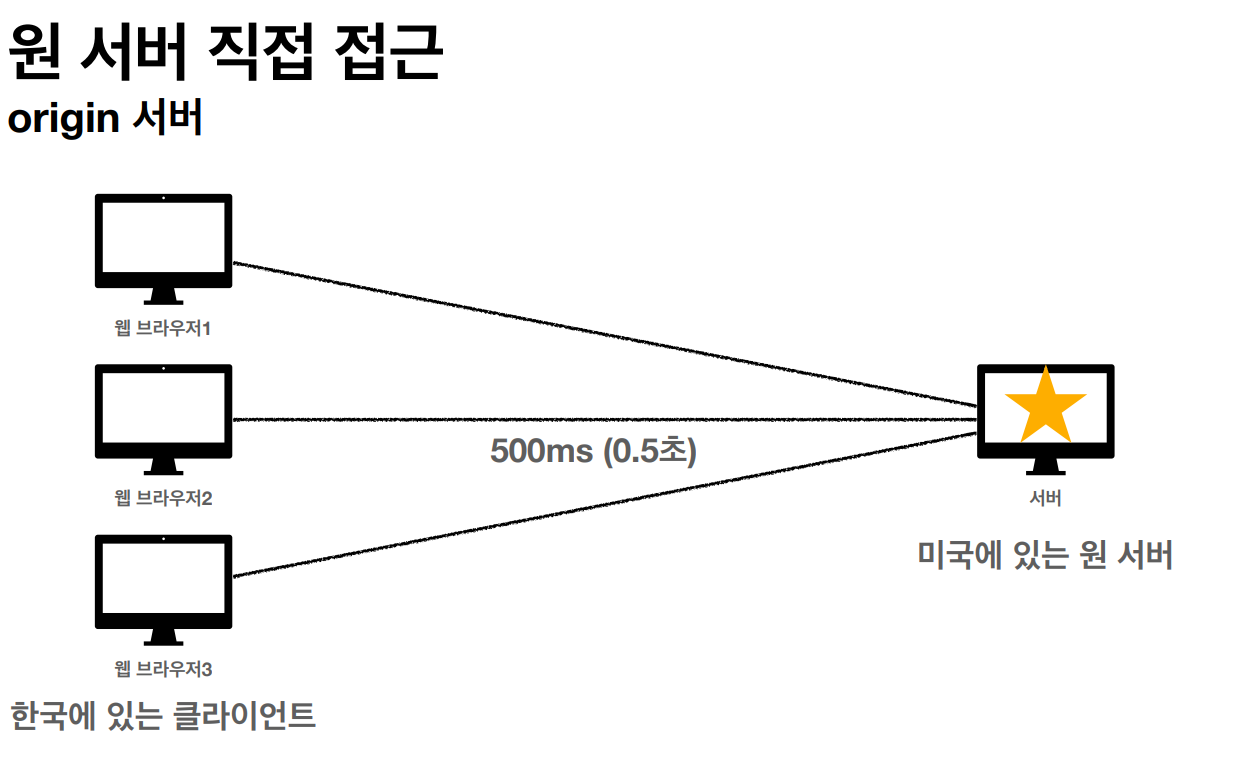 원 서버 직접 접근
origin 서버
웹 브라우저1
500ms (0.5초)
웹 브라우저2
서버
미국에 있는 원 서버
웹 브라우저3
한국에 있는 클라이언트